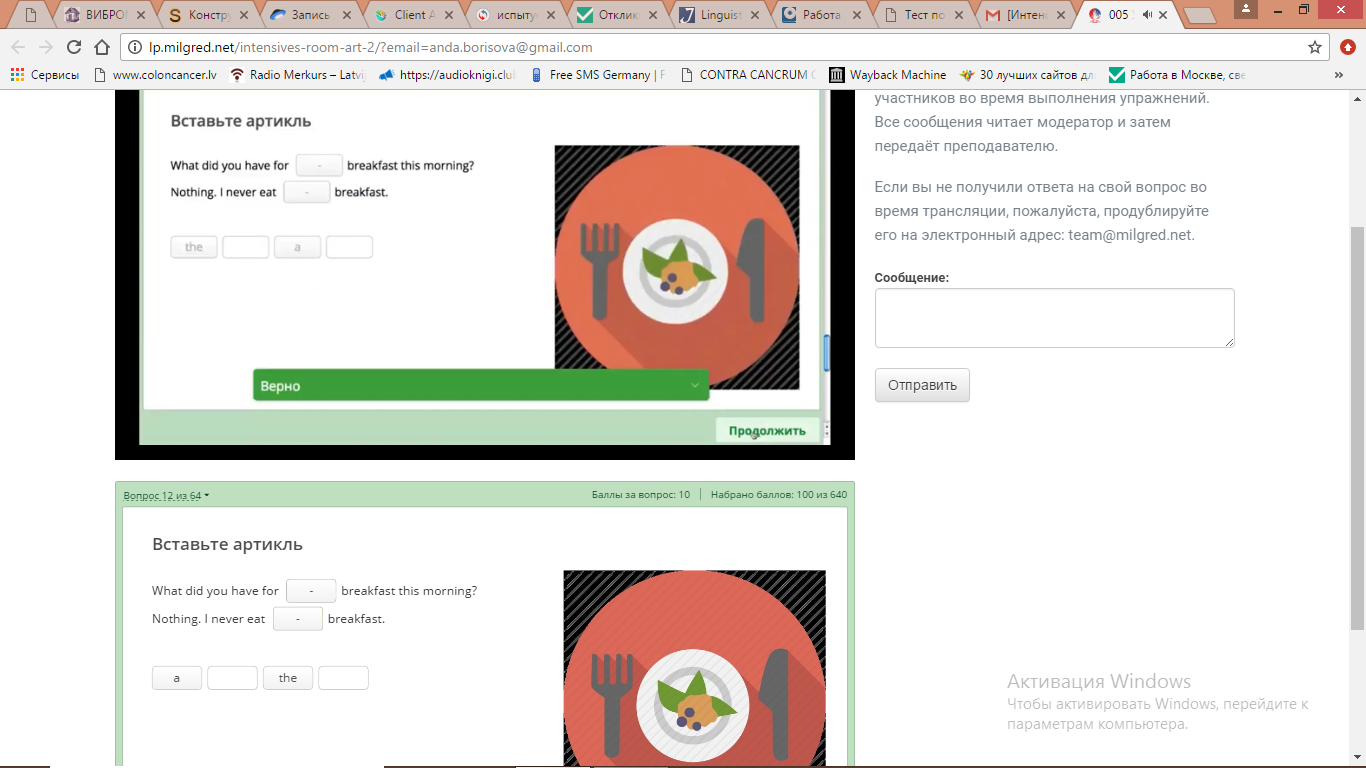 ВИБРО
Констру
Запись
Client A
испыту
Отклик
Linguist
Работа
Тест по
[Интен
005
lp.milgred.net/intensives-room-art-2/?email=anda.borisova@gmail.com
Сервисы www.coloncancer.lv Radio Merkurs – Latvij https://audioknigi.clu Free SMS Germany | F CONTRA CANCRUM Wayback Machine 30 лучших сайтов дл Работа в Москве, све »
Вставьте артикль
What did you have for - breakfast this morning?
Nothing. I never eat - breakfast.
the a
Верно
Продолжить
участников во время выполнения упражнений.
Все сообщения читает модератор и затем
передаёт преподавателю.
Если вы не получили ответа на свой вопрос во
время трансляции, пожалуйста, продублируйте
его на электронный адрес: team@milgred.net.
Сообщение:
Отправить
Вопрос 12 из 64 Баллы за вопрос: 10 | Набрано баллов: 100 из 640
Вставьте артикль
What did you have for - breakfast this morning?
Nothing. I never eat - breakfast.
a the
Активация Windows
Чтобы активировать Windows, перейдите к
параметрам компьютера.